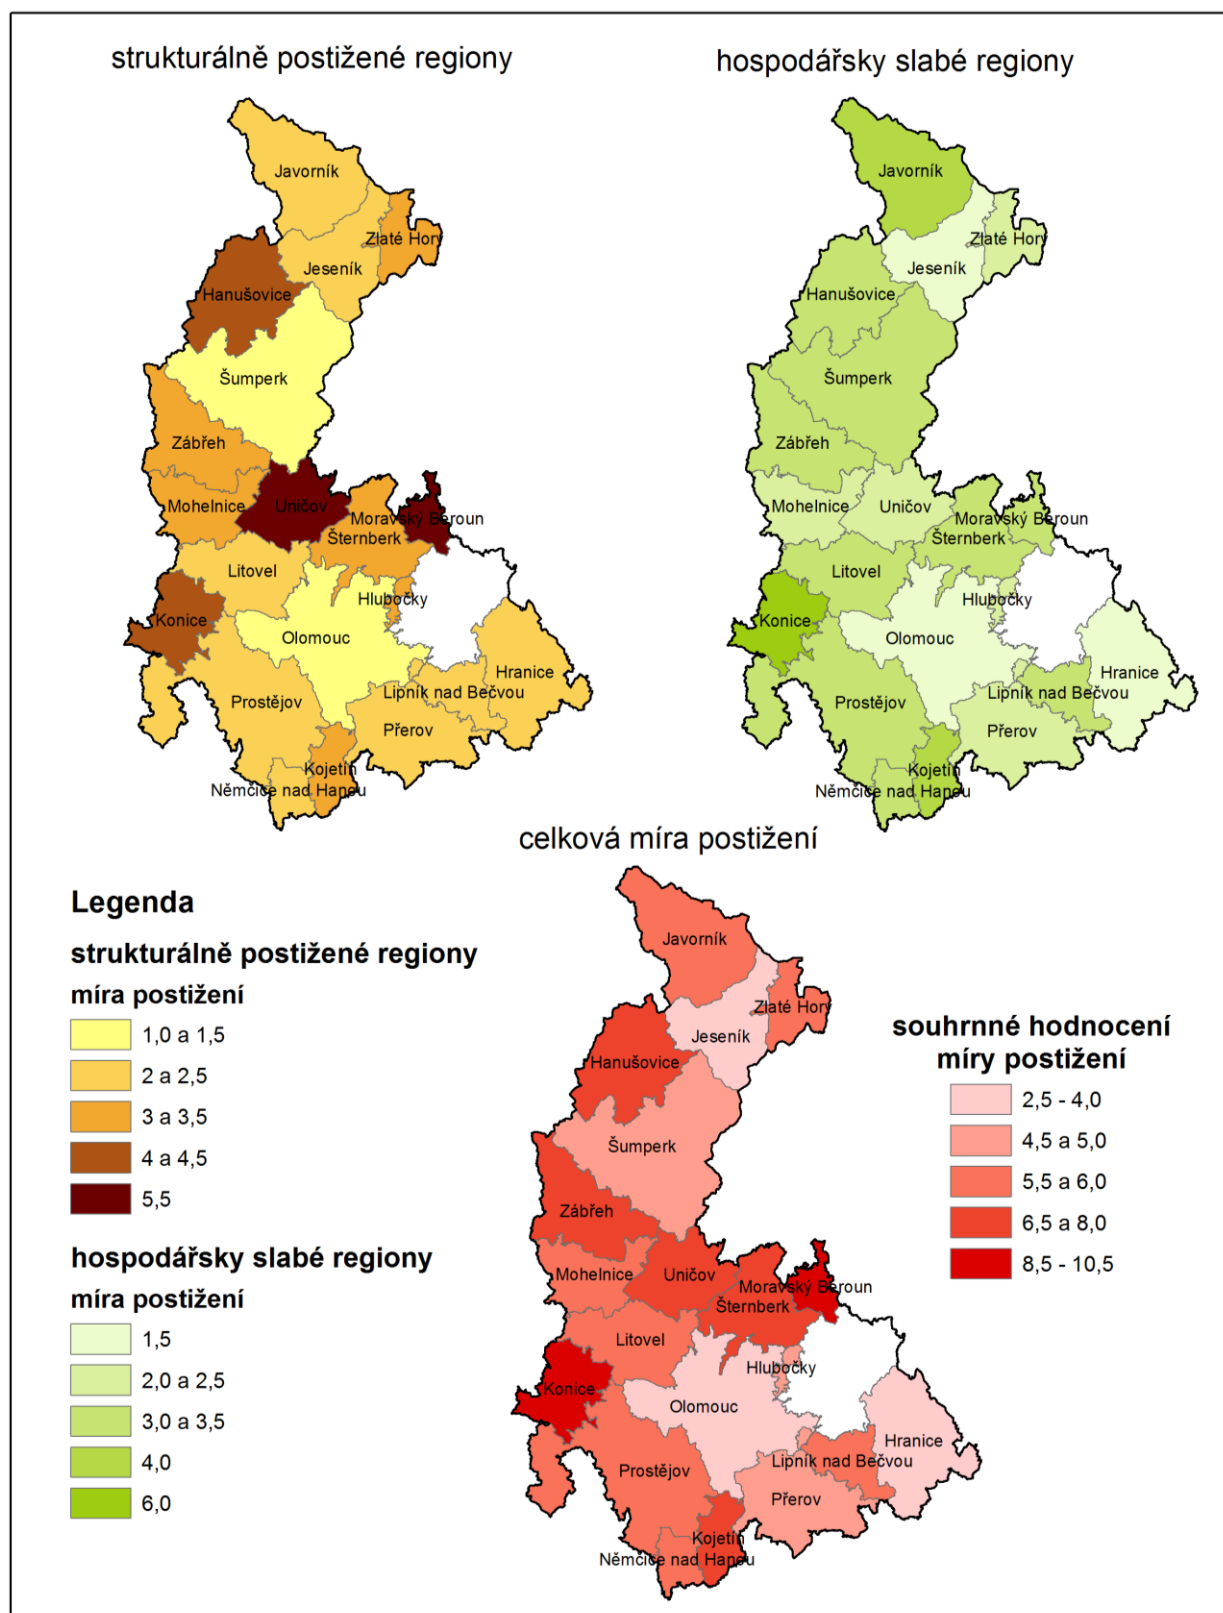 strukturálně postižené regiony
Javorník
Zlaté Hory
Jeseník
Hanušovice
Šumperk
Zábřeh
Mohelnice
Uničov
Moravský Beroun
Šternberk
Litovel
Hlubočky
Konice
Olomouc
Hranice
Lipník nad Bečvou
Prostějov
Přerov
Kojetín
Němčice nad Hanou
hospodářsky slabé regiony
Javorník
Zlaté Hory
Jeseník
Hanušovice
Šumperk
Zábřeh
Mohelnice
Uničov
Moravský Beroun
Šternberk
Litovel
Hlubočky
Konice
Olomouc
Hranice
Lipník nad Bečvou
Prostějov
Přerov
Kojetín
Němčice nad Hanou
celková míra postižení
Javorník
Zlaté Hory
Jeseník
Hanušovice
Šumperk
Zábřeh
Mohelnice
Uničov
Moravský Beroun
Šternberk
Litovel
Hlubočky
Konice
Olomouc
Hranice
Lipník nad Bečvou
Prostějov
Přerov
Kojetín
Němčice nad Hanou
Legenda
strukturálně postižené regiony
míra postižení
1,0 a 1,5
2 a 2,5
3 a 3,5
4 a 4,5
5,5
hospodářsky slabé regiony
míra postižení
1,5
2,0 a 2,5
3,0 a 3,5
4,0
6,0
souhrnné hodnocení
míry postižení
2,5 - 4,0
4,5 a 5,0
5,5 a 6,0
6,5 a 8,0
8,5 - 10,5